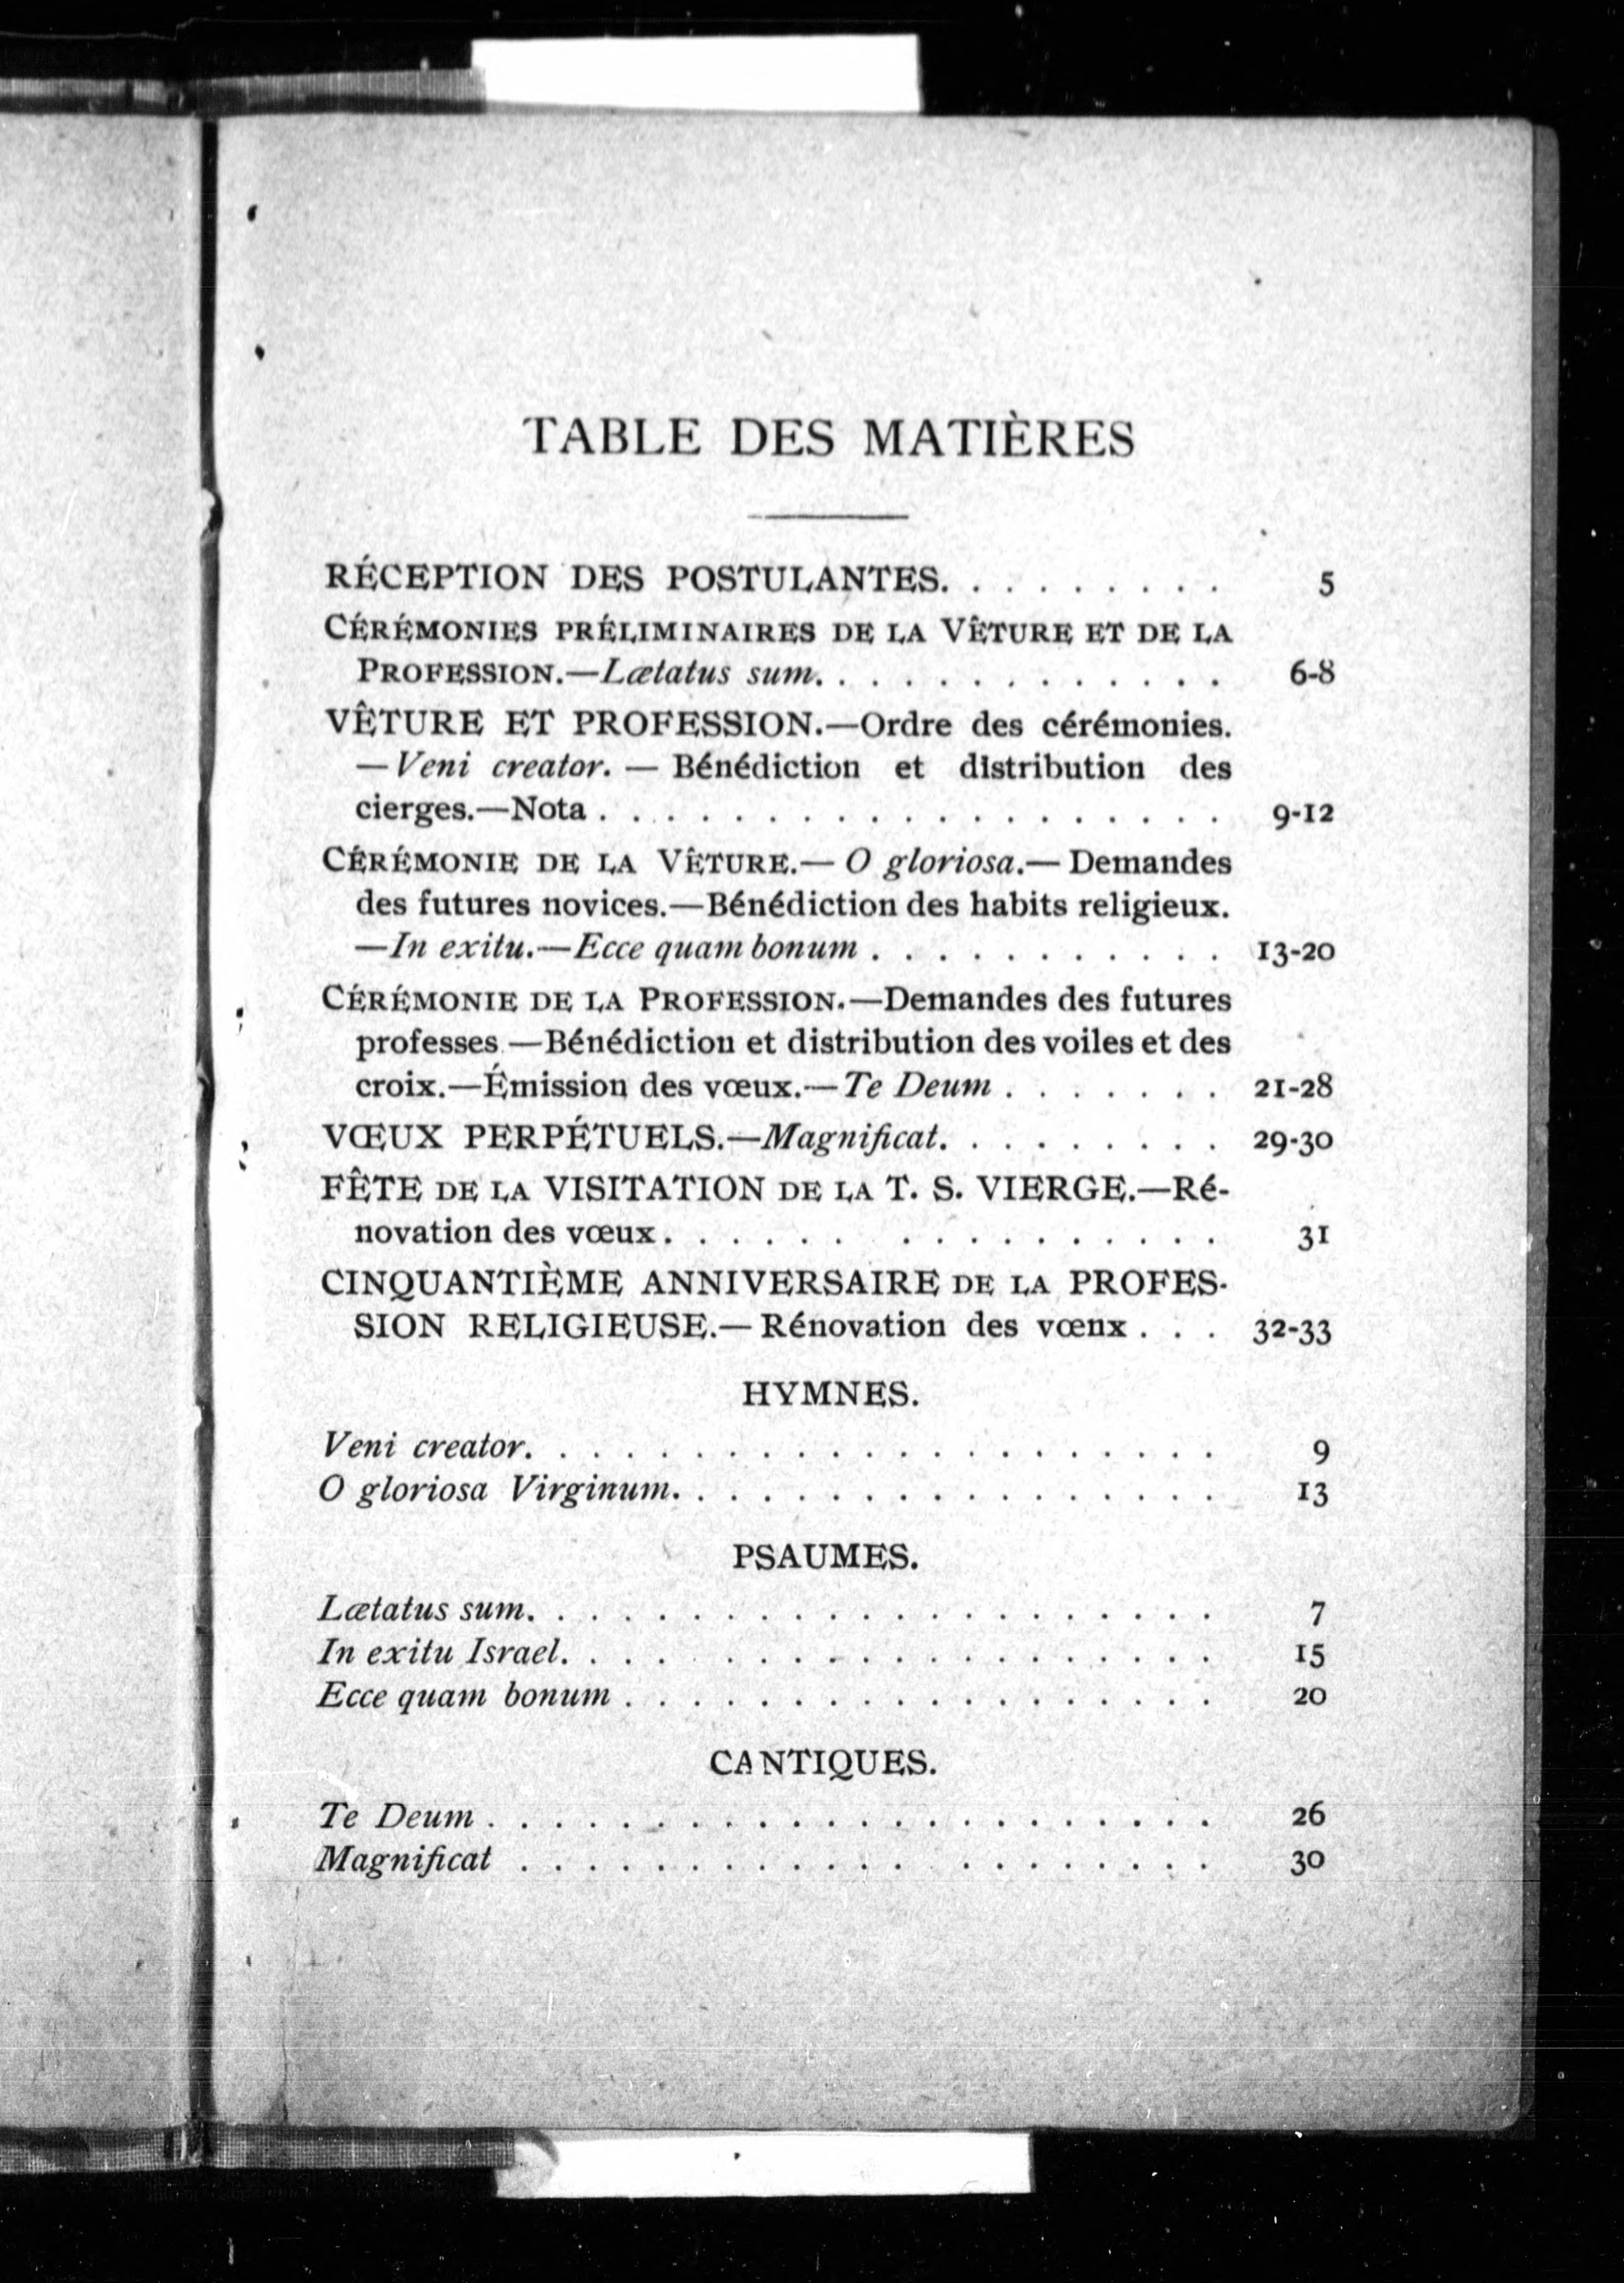 TABLE DES MATIÈRES
RÉCEPTION DES POSTULANTES. . . . . . . . . 5
CÉRÉMONIES PRÉLIMINAIRES DE LA VÊTURE ET DE LA
PROFESSION.—Lætatus sum. . . . . . . . . . . . . 6-8
VÊTURE ET PROFESSION.—Ordre des cérémonies.
— Veni creator. — Bénédiction et distribution des
cierges.—Nota . . . . . . . . . . . . . . . . . . . 9-12
CÉRÉMONIE DE LA VÊTURE.— O gloriosa.— Demandes
des futures novices.—Bénédiction des habits religieux.
—In exitu.—Ecce quam bonum . . . . . . . . . . . 13-20
CÉRÉMONIE DE LA PROFESSION.—Demandes des futures
professes.—Bénédiction et distribution des voiles et des
croix.—Émission des vœux.—Te Deum . . . . . . . 21-28
VŒUX PERPÉTUELS.—Magnificat. . . . . . . . . 29-30
FÊTE DE LA VISITATION DE LA T. S. VIERGE.—Ré-
novation des vœux. . . . . . . . . . . . . . . . 31
CINQUANTIÈME ANNIVERSAIRE DE LA PROFES-
SION RELIGIEUSE.— Rénovation des vœnx . . . 32-33
HYMNES.
Veni creator. . . . . . . . . . . . . . . . . . . . . 9
O gloriosa Virginum. . . . . . . . . . . . . . . . . 13
PSAUMES.
Lætatus sum. . . . . . . . . . . . . . . . . . . . . 7
In exitu Israel. . . . . . . . . . . . . . . . . . . 15
Ecce quam bonum . . . . . . . . . . . . . . . . . . 20
CANTIQUES.
Te Deum . . . . . . . . . . . . . . . . . . . . . . 26
Magnificat . . . . . . . . . . . . . . . . . . . . 30